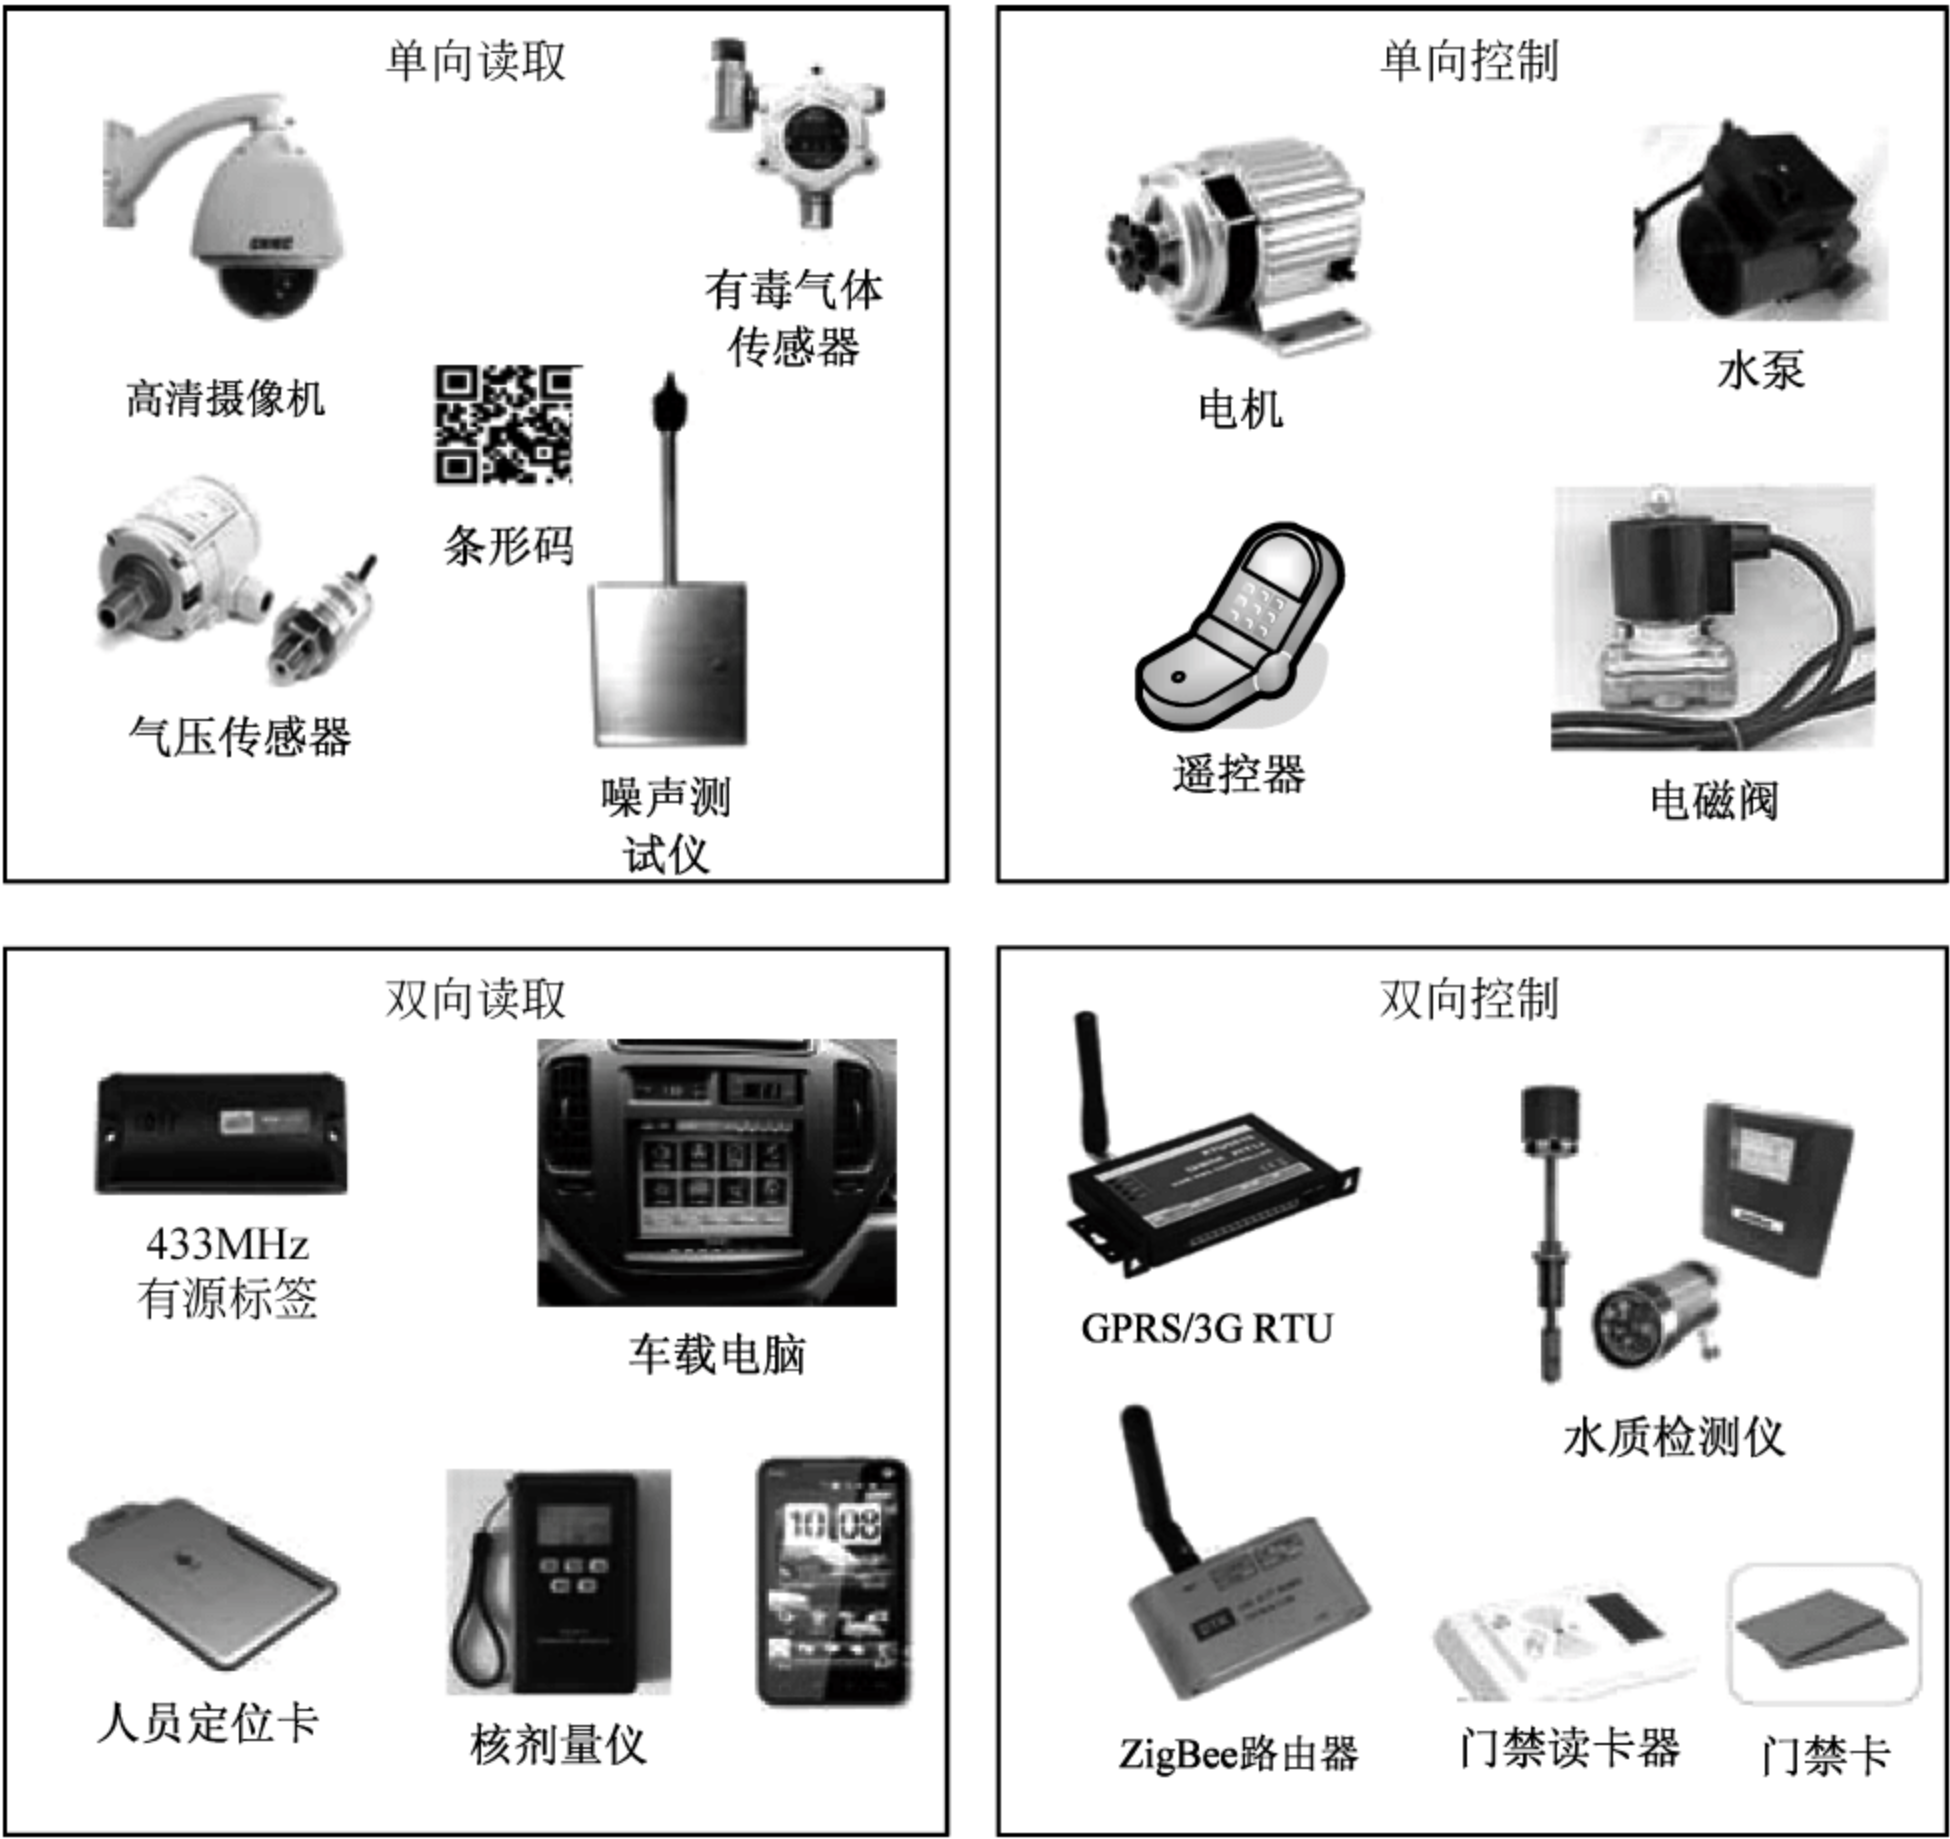 单向读取
高清摄像机
有毒气体
传感器
条形码
气压传感器
噪声测
试仪
单向控制
电机
水泵
遥控器
电磁阀
双向读取
433MHz
有源标签
车载电脑
人员定位卡
核剂量仪
10:08
双向控制
GPRS/3G RTU
水质检测仪
ZigBee路由器
门禁读卡器
门禁卡